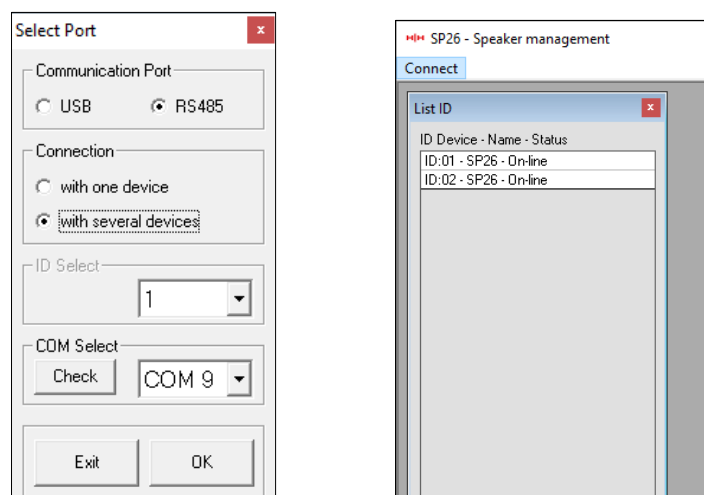 Select Port
Communication Port
USB RS485
Connection
with one device
with several devices
ID Select
1
COM Select
Check COM 9
Exit OK
SP26 - Speaker management
Connect
List ID
ID Device - Name - Status
ID:01 - SP26 - On-line
ID:02 - SP26 - On-line